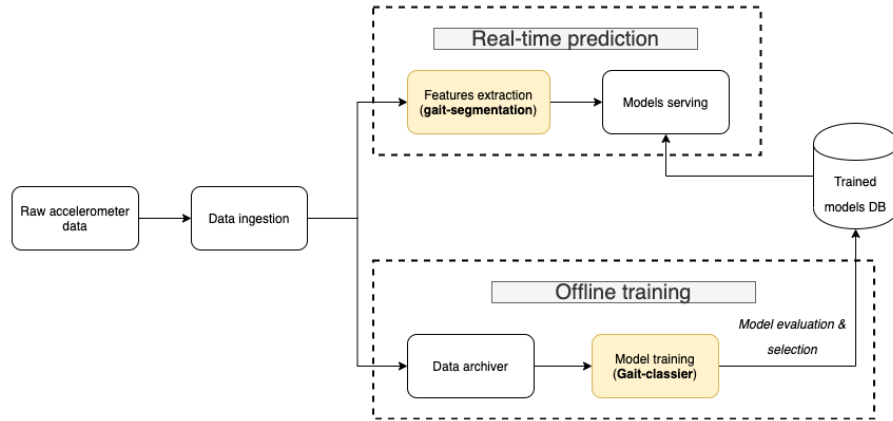 Real-time prediction
Features extraction
(gait-segmentation)
Models serving
Trained
models DB
Raw accelerometer
data
Data ingestion
Offline training
Model evaluation &
selection
Data archiver
Model training
(Gait-classier)